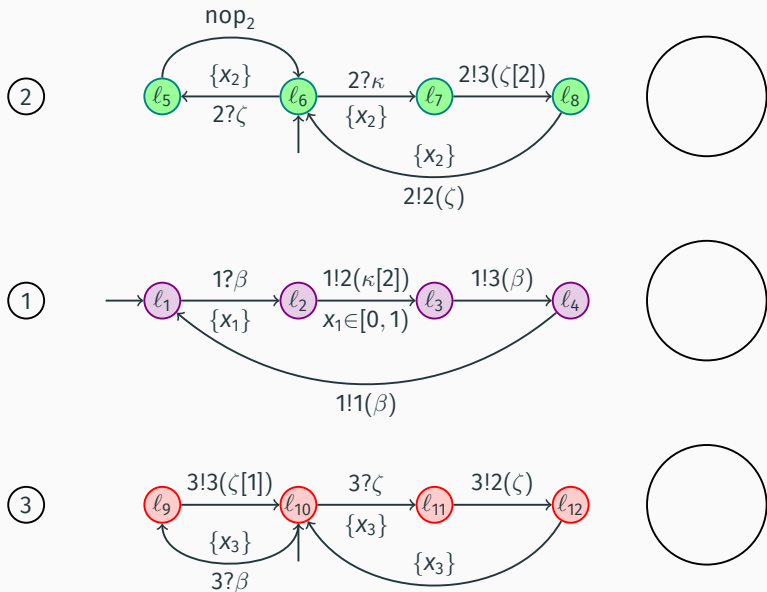 nop₂
{x₂}
2?κ
2!3(ζ[2])
2
ℓ₅
ℓ₆
ℓ₇
ℓ₈
2?ζ
{x₂}
{x₂}
2!2(ζ)
1?β
1!2(κ[2])
1!3(β)
1
ℓ₁
ℓ₂
ℓ₃
ℓ₄
{x₁}
x₁∈[0, 1)
1!1(β)
3!3(ζ[1])
3?ζ
3!2(ζ)
3
ℓ₉
ℓ₁₀
ℓ₁₁
ℓ₁₂
{x₃}
{x₃}
{x₃}
3?β